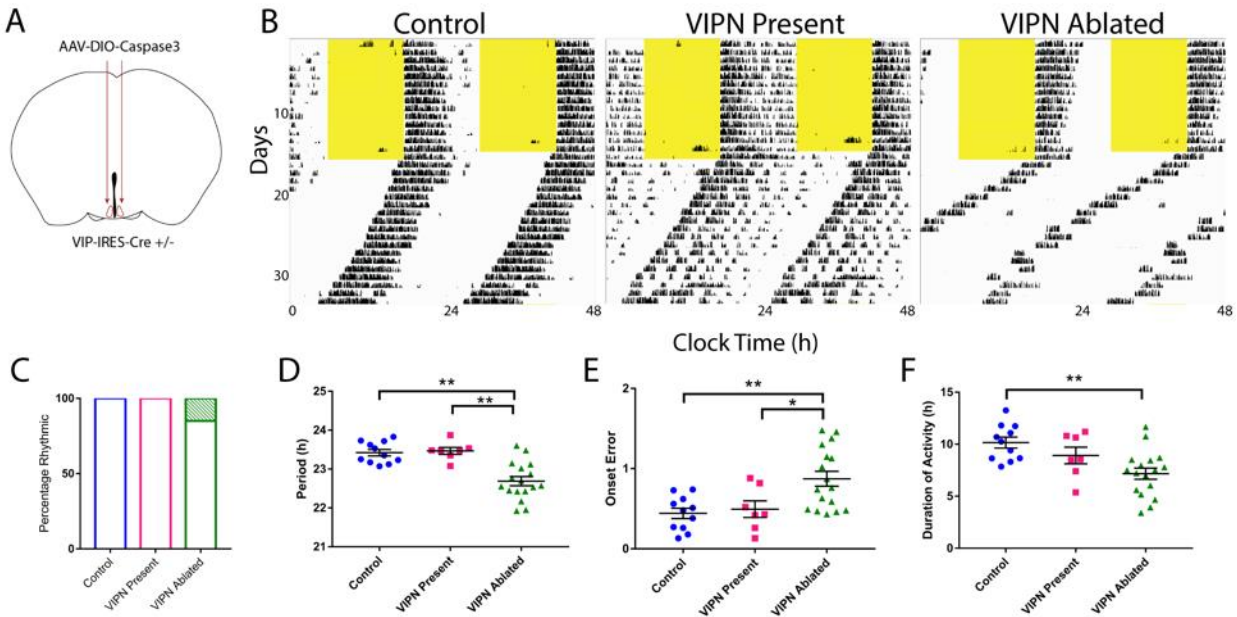 A
AAV-DIO-Caspase3
VIP-IRES-Cre +/-
B
Control
VIPN Present
VIPN Ablated
Days
10
20
30
0
24
48
24
48
24
48
Clock Time (h)
C
Percentage Rhythmic
100
50
0
Control
VIPN Present
VIPN Ablated
D
Period (h)
25
24
23
22
21
**
**
Control
VIPN Present
VIPN Ablated
E
Onset Error
2
1
0
**
*
Control
VIPN Present
VIPN Ablated
F
Duration of Activity (h)
15
10
5
0
**
Control
VIPN Present
VIPN Ablated